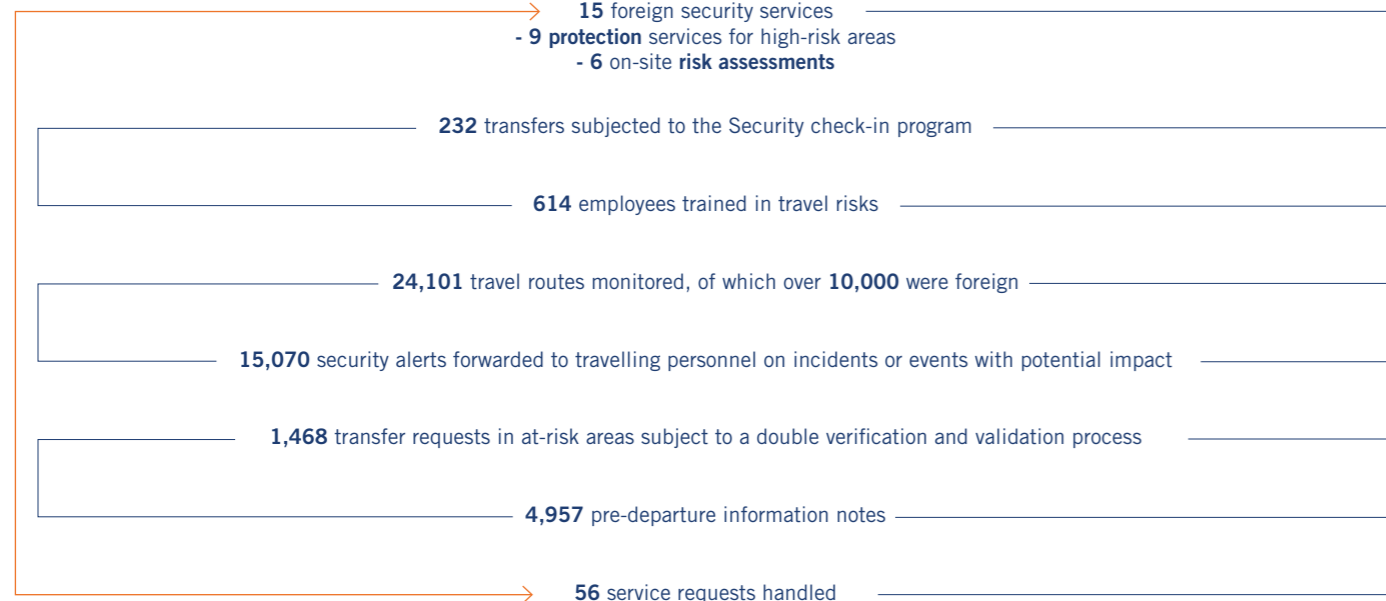 15 foreign security services
- 9 protection services for high-risk areas
- 6 on-site risk assessments
232 transfers subjected to the Security check-in program
614 employees trained in travel risks
24,101 travel routes monitored, of which over 10,000 were foreign
15,070 security alerts forwarded to travelling personnel on incidents or events with potential impact
1,468 transfer requests in at-risk areas subject to a double verification and validation process
4,957 pre-departure information notes
56 service requests handled